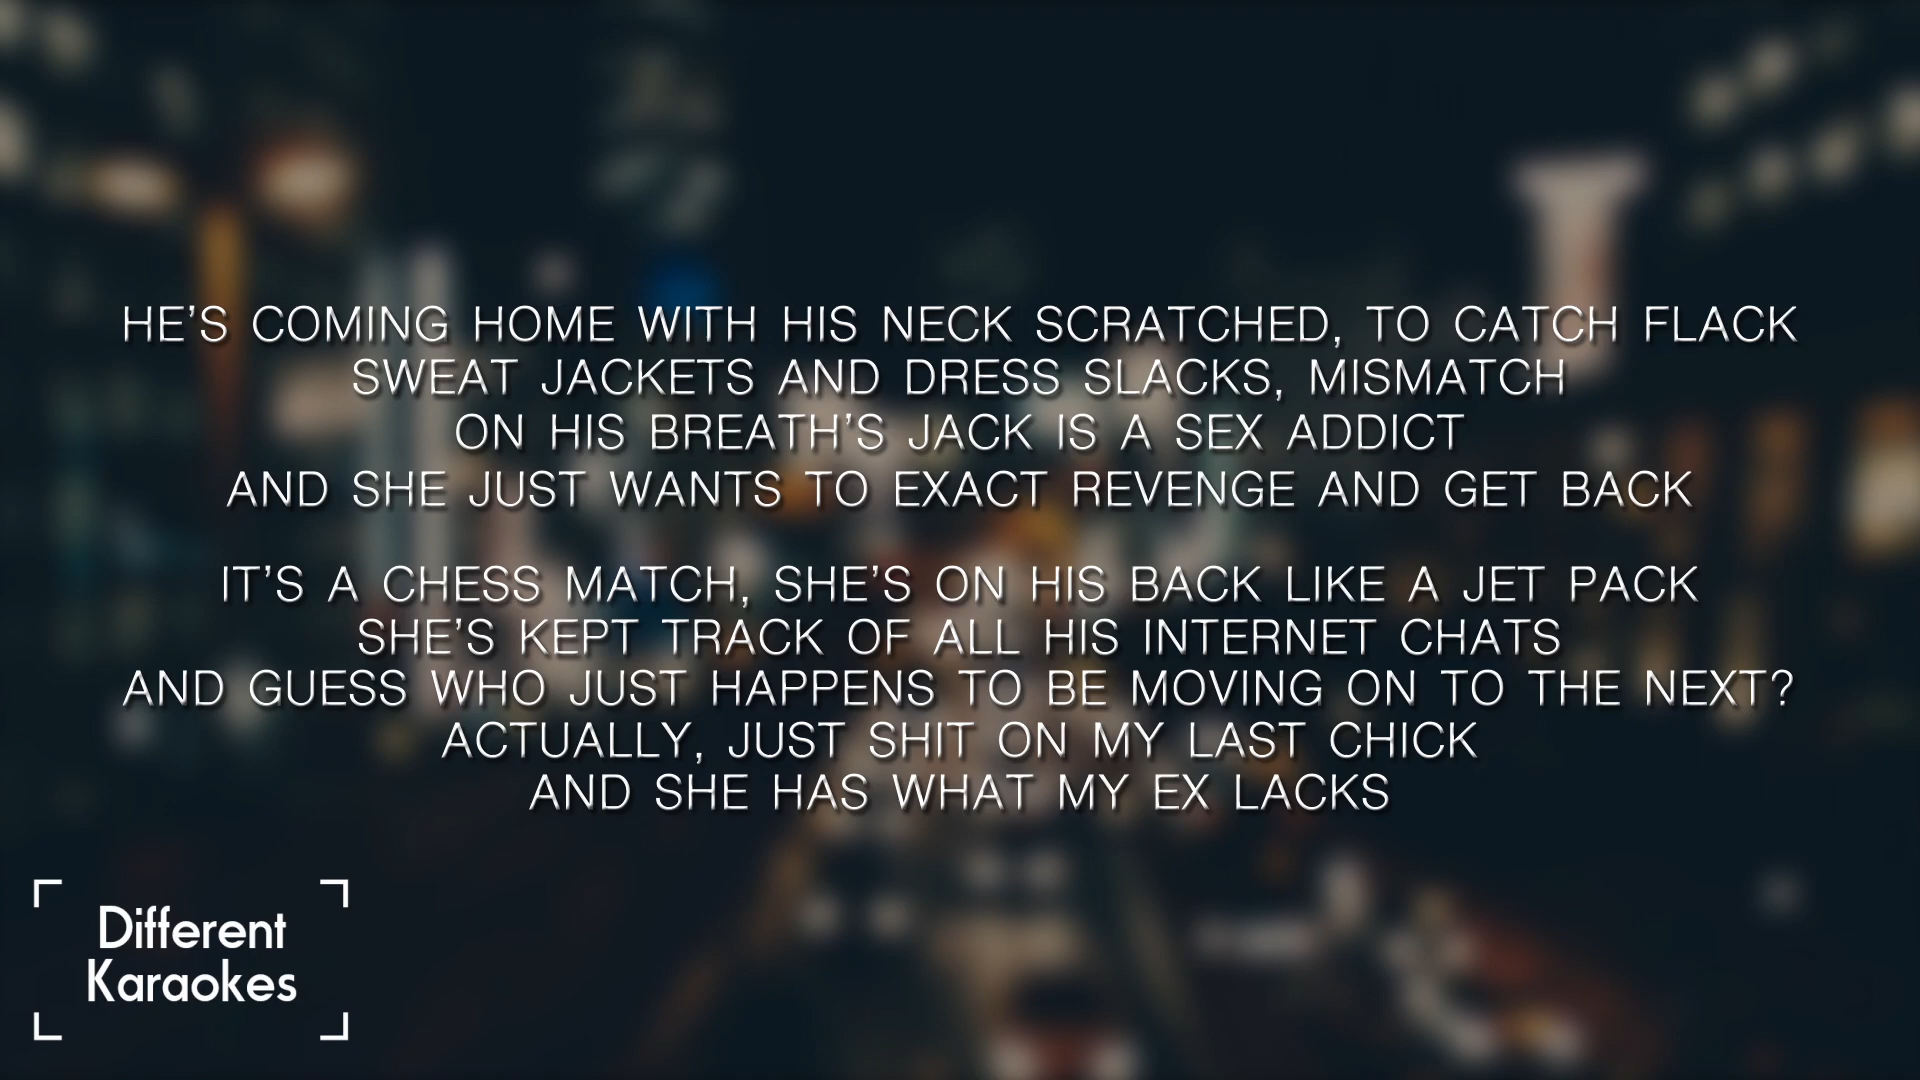 HE'S COMING HOME WITH HIS NECK SCRATCHED, TO CATCH FLACK
SWEAT JACKETS AND DRESS SLACKS, MISMATCH
ON HIS BREATH'S JACK IS A SEX ADDICT
AND SHE JUST WANTS TO EXACT REVENGE AND GET BACK
IT'S A CHESS MATCH, SHE'S ON HIS BACK LIKE A JET PACK
SHE'S KEPT TRACK OF ALL HIS INTERNET CHATS
AND GUESS WHO JUST HAPPENS TO BE MOVING ON TO THE NEXT?
ACTUALLY, JUST SHIT ON MY LAST CHICK
AND SHE HAS WHAT MY EX LACKS
Different
Karaokes